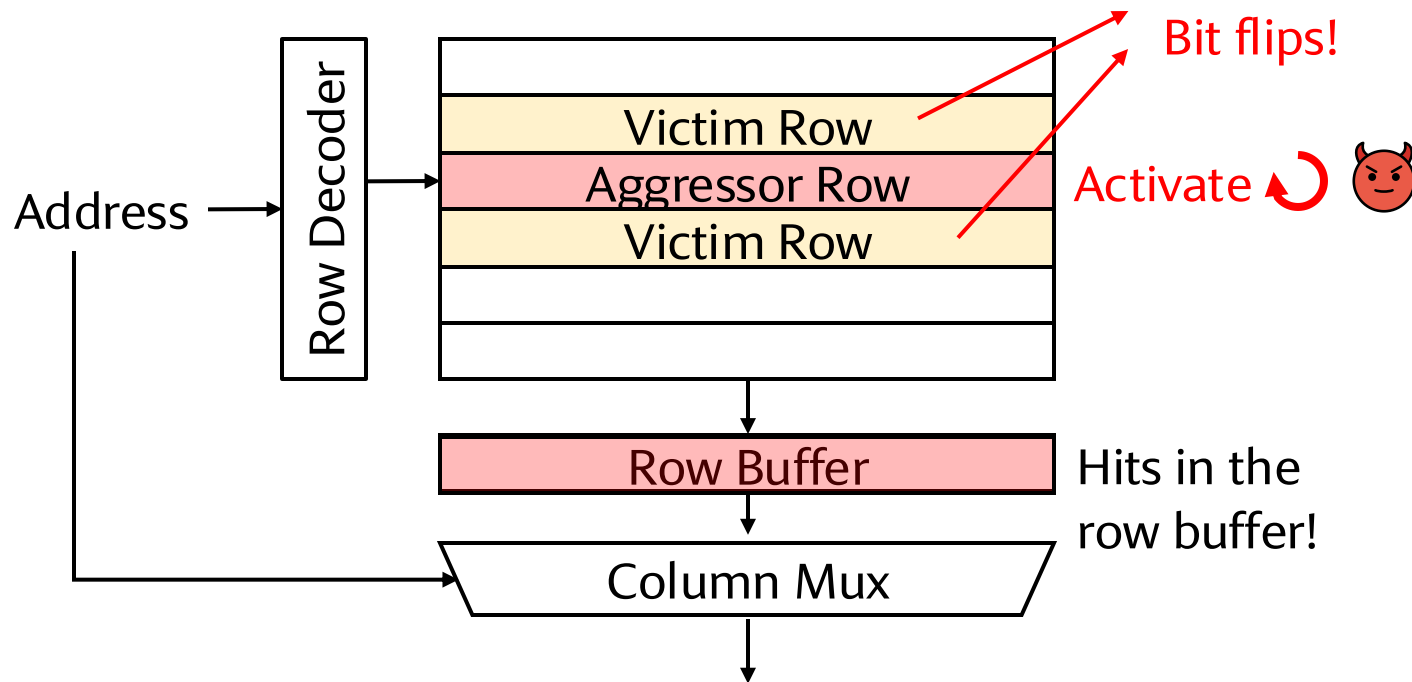 Bit flips!
Victim Row
Aggressor Row
Activate
Address
Row Decoder
Victim Row
Row Buffer
Hits in the
row buffer!
Column Mux